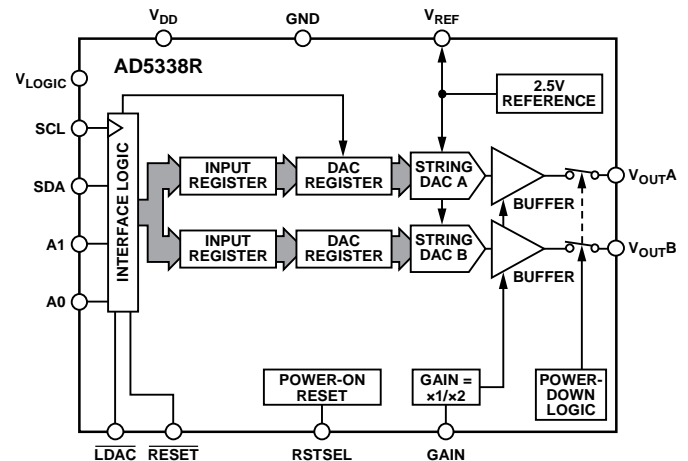 VDD
GND
VREF
AD5338R
VLOGIC
2.5V
REFERENCE
SCL
SDA
A1
A0
INTERFACE LOGIC
INPUT
REGISTER
DAC
REGISTER
STRING
DAC A
BUFFER
VOUTA
INPUT
REGISTER
DAC
REGISTER
STRING
DAC B
BUFFER
VOUTB
POWER-ON
RESET
GAIN =
×1/×2
POWER-
DOWN
LOGIC
LDAC
RESET
RSTSEL
GAIN